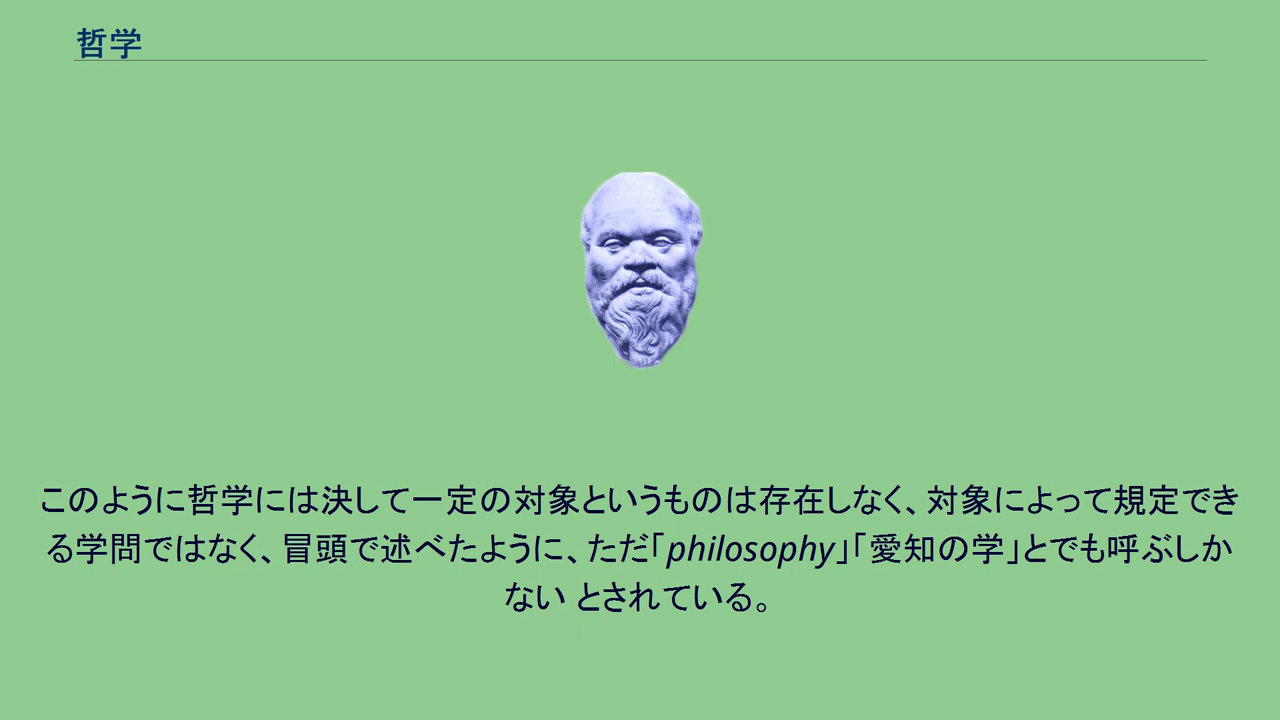 哲学
このように哲学には決して一定の対象というものは存在しなく、対象によって規定でき
る学問ではなく、冒頭で述べたように、ただ「philosophy」「愛知の学」とでも呼ぶしか
ない とされている。